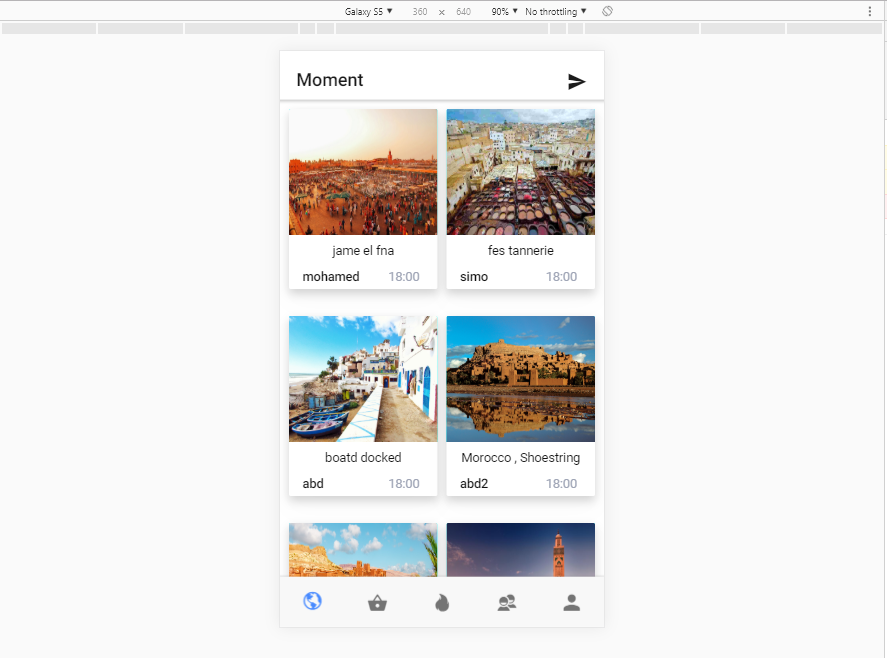 Galaxy S5 ▼ 360 × 640 90% ▼ No throttling ▼
Moment
jame el fna
mohamed 18:00
fes tannerie
simo 18:00
boatd docked
abd 18:00
Morocco , Shoestring
abd2 18:00